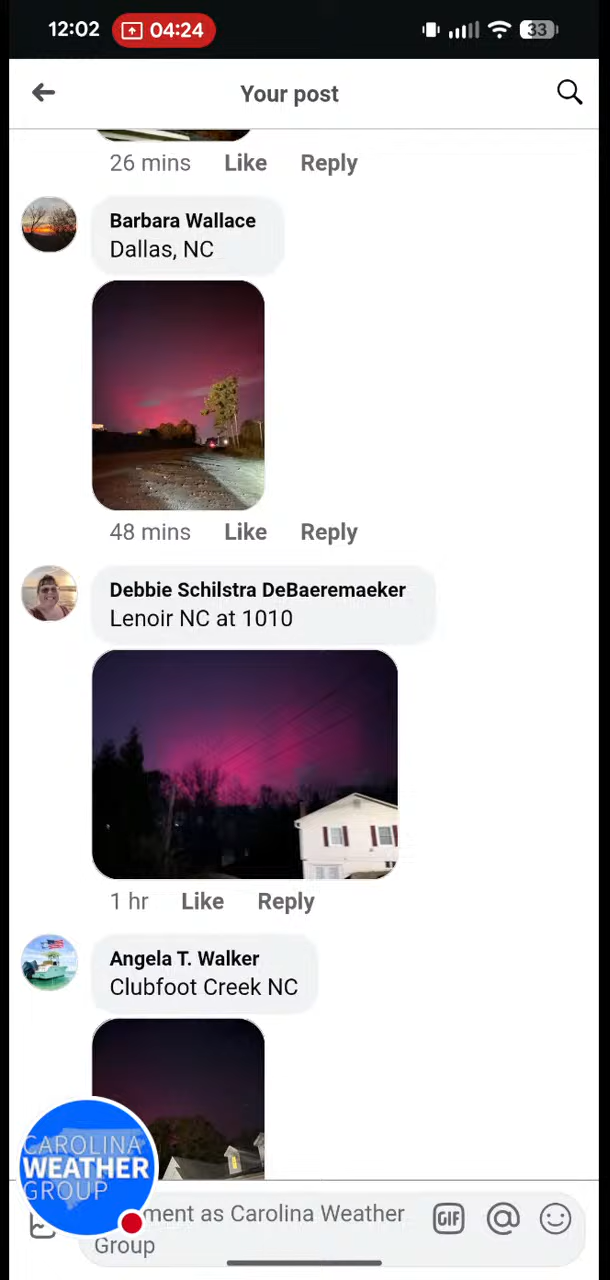 12:02
04:24
33
Your post
26 mins Like Reply
Barbara Wallace
Dallas, NC
48 mins Like Reply
Debbie Schilstra DeBaeremaeker
Lenoir NC at 1010
1 hr Like Reply
Angela T. Walker
Clubfoot Creek NC
CAROLINA
WEATHER
GROUP
ment as Carolina Weather
Group
GIF
@